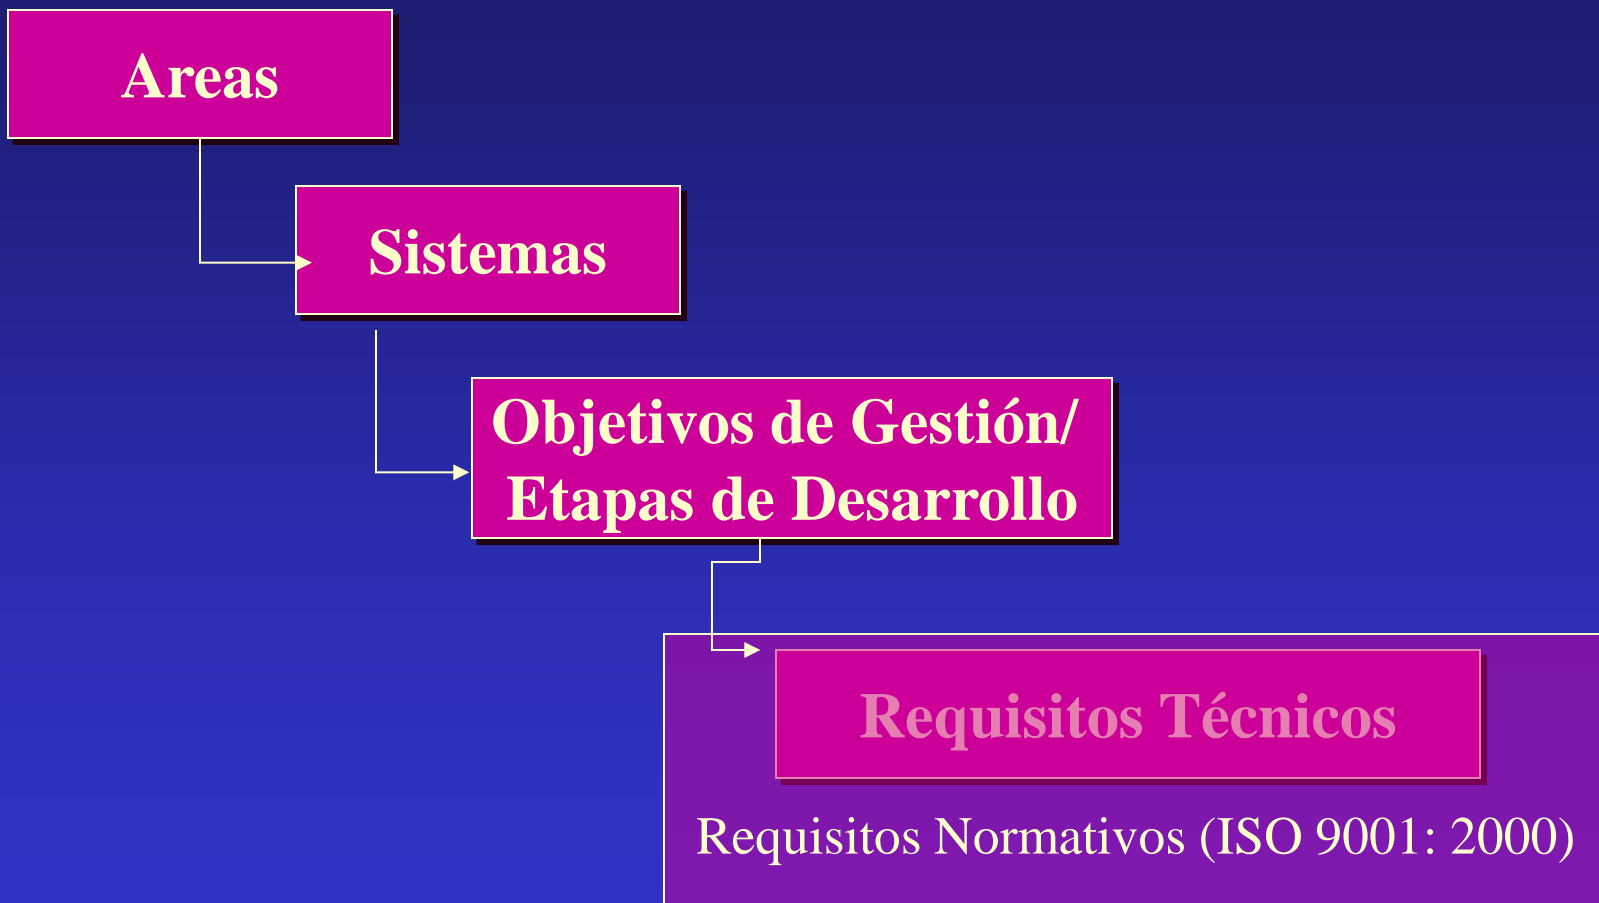 Areas
Sistemas
Objetivos de Gestión/
Etapas de Desarrollo
Requisitos Técnicos
Requisitos Normativos (ISO 9001: 2000)